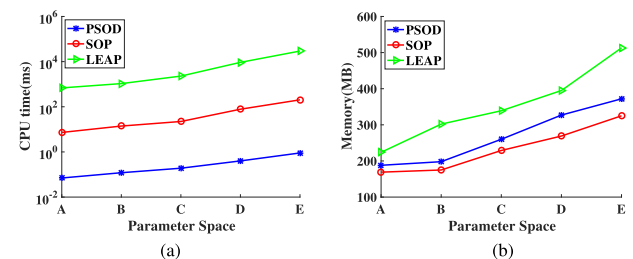 10^6
10^4
10^2
10^0
10^-2
CPU time(ms)
PSOD
SOP
LEAP
A B C D E
Parameter Space
(a)
600
500
400
300
200
100
Memory(MB)
PSOD
SOP
LEAP
A B C D E
Parameter Space
(b)